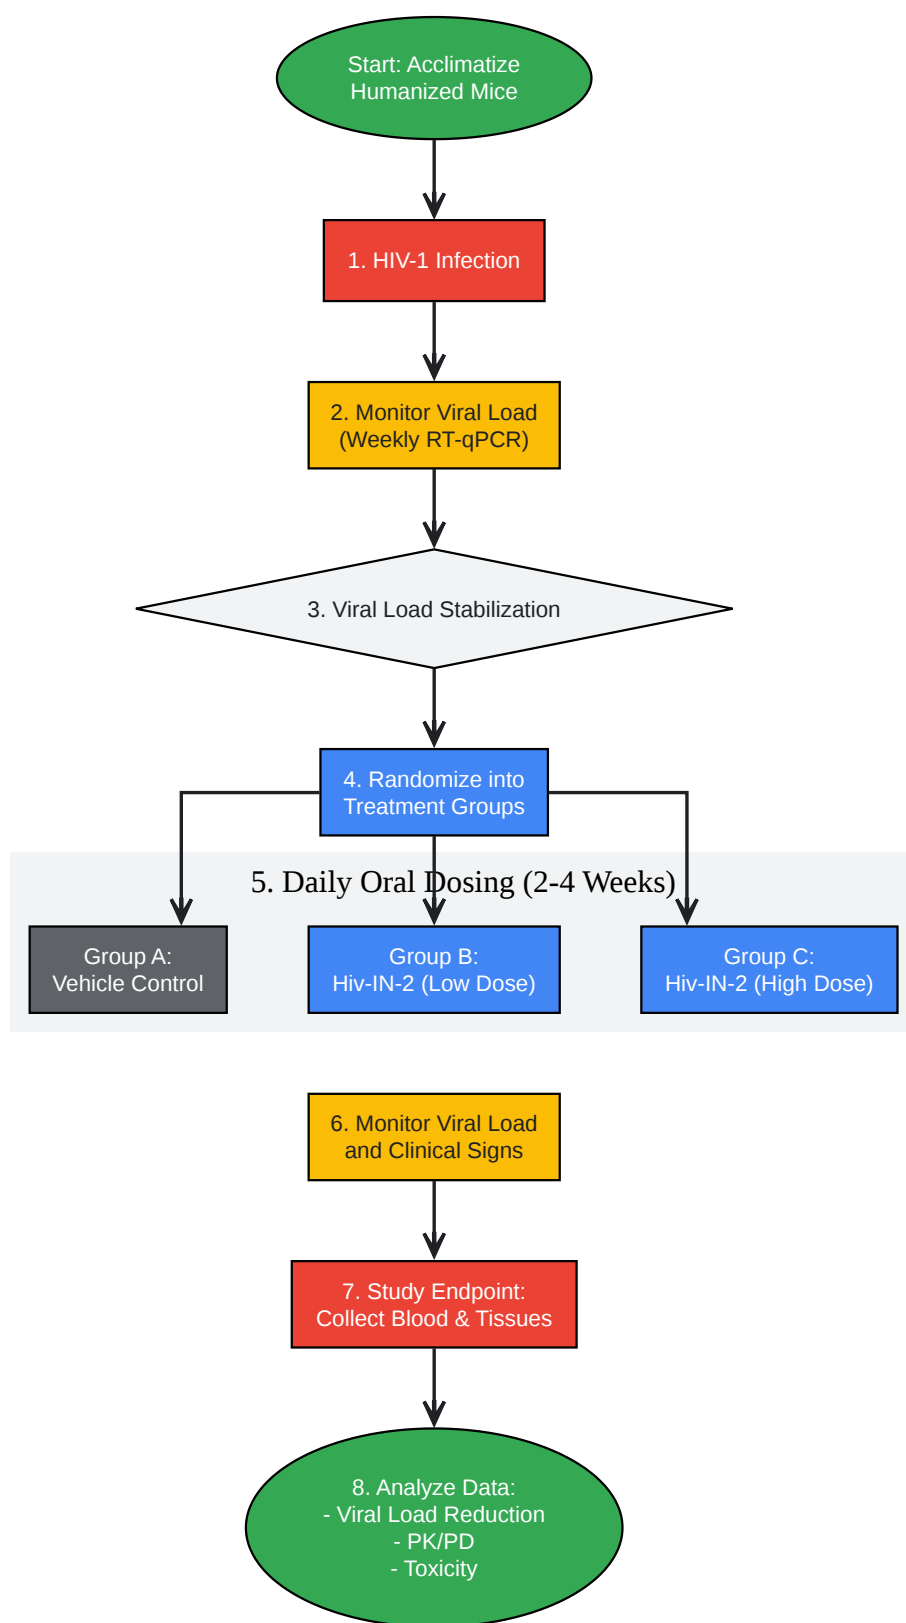 Start: Acclimatize
Humanized Mice
1. HIV-1 Infection
2. Monitor Viral Load
(Weekly RT-qPCR)
3. Viral Load Stabilization
4. Randomize into
Treatment Groups
5. Daily Oral Dosing (2-4 Weeks)
Group A:
Vehicle Control
Group B:
Hiv-IN-2 (Low Dose)
Group C:
Hiv-IN-2 (High Dose)
6. Monitor Viral Load
and Clinical Signs
7. Study Endpoint:
Collect Blood & Tissues
8. Analyze Data:
- Viral Load Reduction
- PK/PD
- Toxicity